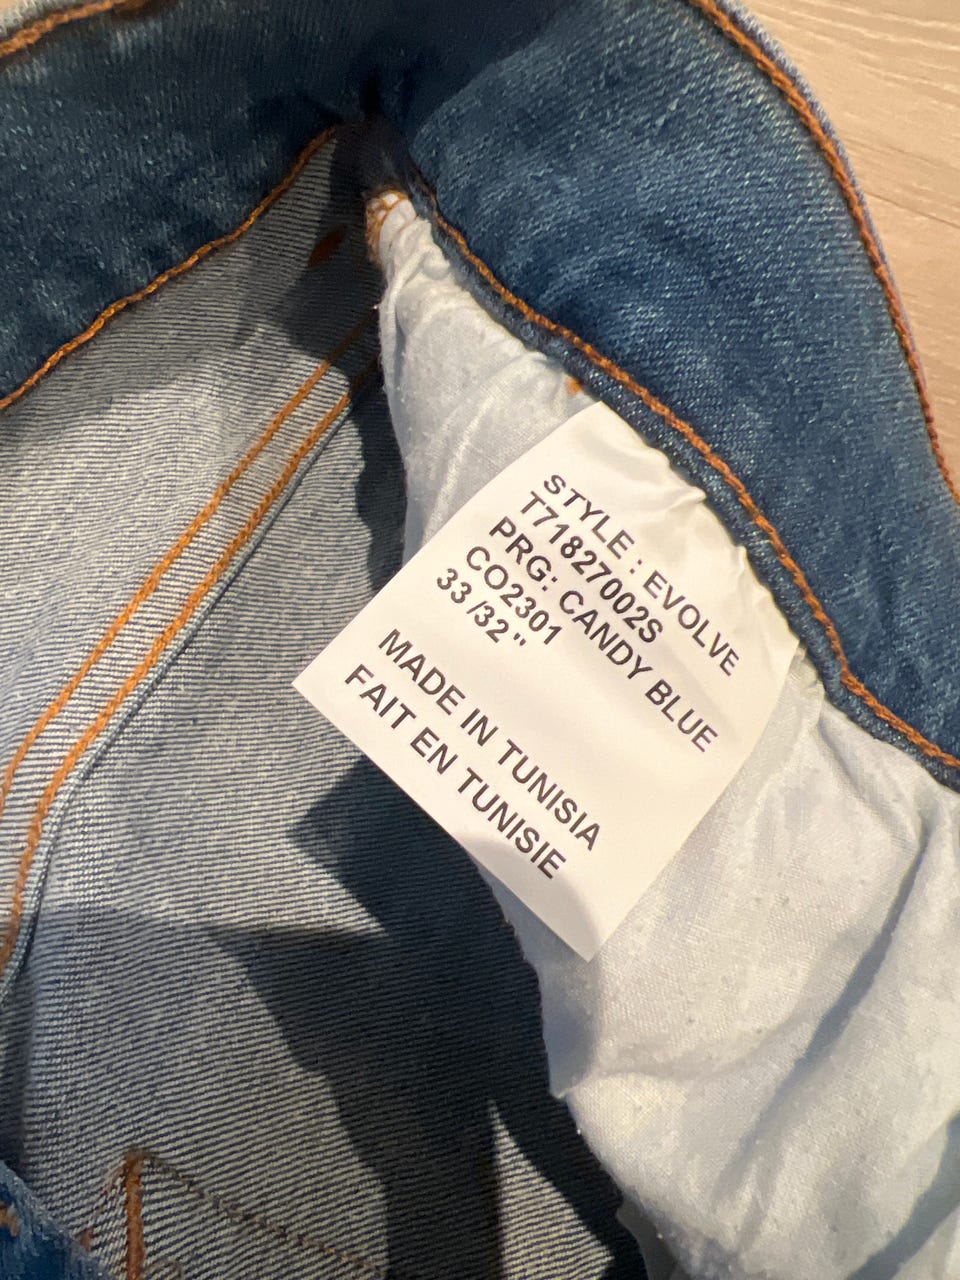 STYLE : EVOLVE
T71827002S
PRG: CANDY BLUE
CO2301
33 /32"
MADE IN TUNISIA
FAIT EN TUNISIE